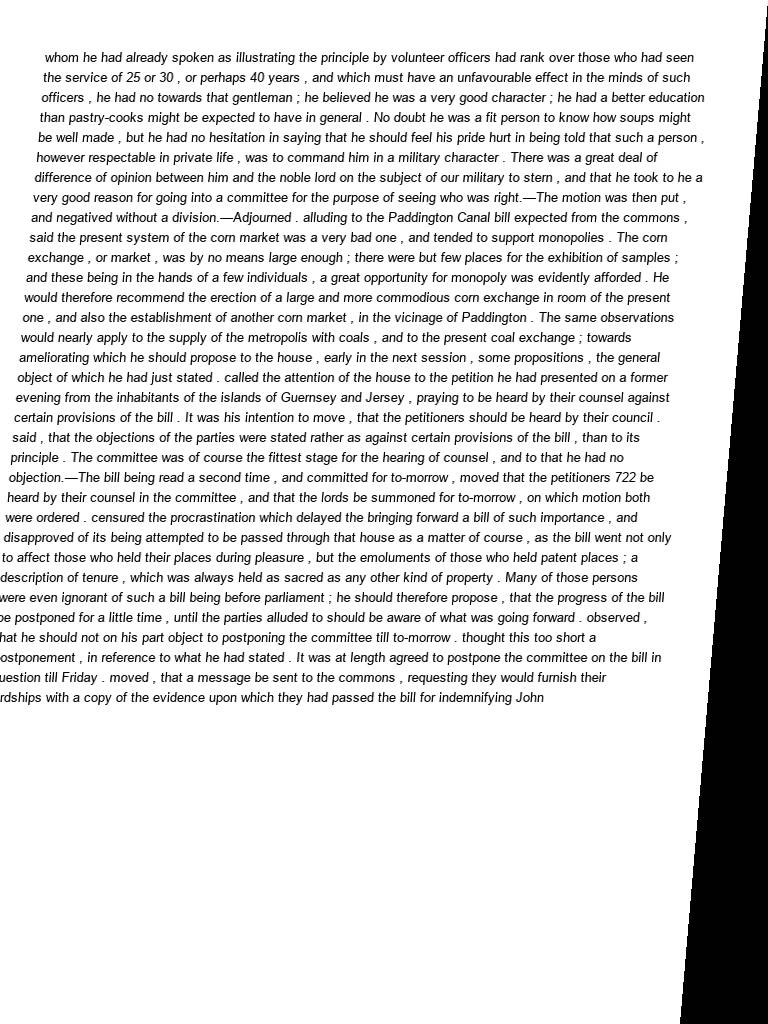 whom he had already spoken as illustrating the principle by volunteer officers had rank over those who had seen
the service of 25 or 30 , or perhaps 40 years , and which must have an unfavourable effect in the minds of such
officers , he had no towards that gentleman ; he believed he was a very good character ; he had a better education
than pastry-cooks might be expected to have in general . No doubt he was a fit person to know how soups might
be well made , but he had no hesitation in saying that he should feel his pride hurt in being told that such a person ,
however respectable in private life , was to command him in a military character . There was a great deal of
difference of opinion between him and the noble lord on the subject of our military to stern , and that he took to he a
very good reason for going into a committee for the purpose of seeing who was right.—The motion was then put ,
and negatived without a division.—Adjourned . alluding to the Paddington Canal bill expected from the commons ,
said the present system of the corn market was a very bad one , and tended to support monopolies . The corn
exchange , or market , was by no means large enough ; there were but few places for the exhibition of samples ;
and these being in the hands of a few individuals , a great opportunity for monopoly was evidently afforded . He
would therefore recommend the erection of a large and more commodious corn exchange in room of the present
one , and also the establishment of another corn market , in the vicinage of Paddington . The same observations
would nearly apply to the supply of the metropolis with coals , and to the present coal exchange ; towards
ameliorating which he should propose to the house , early in the next session , some propositions , the general
object of which he had just stated . called the attention of the house to the petition he had presented on a former
evening from the inhabitants of the islands of Guernsey and Jersey , praying to be heard by their counsel against
certain provisions of the bill . It was his intention to move , that the petitioners should be heard by their council .
said , that the objections of the parties were stated rather as against certain provisions of the bill , than to its
principle . The committee was of course the fittest stage for the hearing of counsel , and to that he had no
objection.—The bill being read a second time , and committed for to-morrow , moved that the petitioners 722 be
heard by their counsel in the committee , and that the lords be summoned for to-morrow , on which motion both
were ordered . censured the procrastination which delayed the bringing forward a bill of such importance , and
disapproved of its being attempted to be passed through that house as a matter of course , as the bill went not only
to affect those who held their places during pleasure , but the emoluments of those who held patent places ; a
description of tenure , which was always held as sacred as any other kind of property . Many of those persons
were even ignorant of such a bill being before parliament ; he should therefore propose , that the progress of the bill
be postponed for a little time , until the parties alluded to should be aware of what was going forward . observed ,
hat he should not on his part object to postponing the committee till to-morrow . thought this too short a
ostponement , in reference to what he had stated . It was at length agreed to postpone the committee on the bill in
uestion till Friday . moved , that a message be sent to the commons , requesting they would furnish their
rdships with a copy of the evidence upon which they had passed the bill for indemnifying John